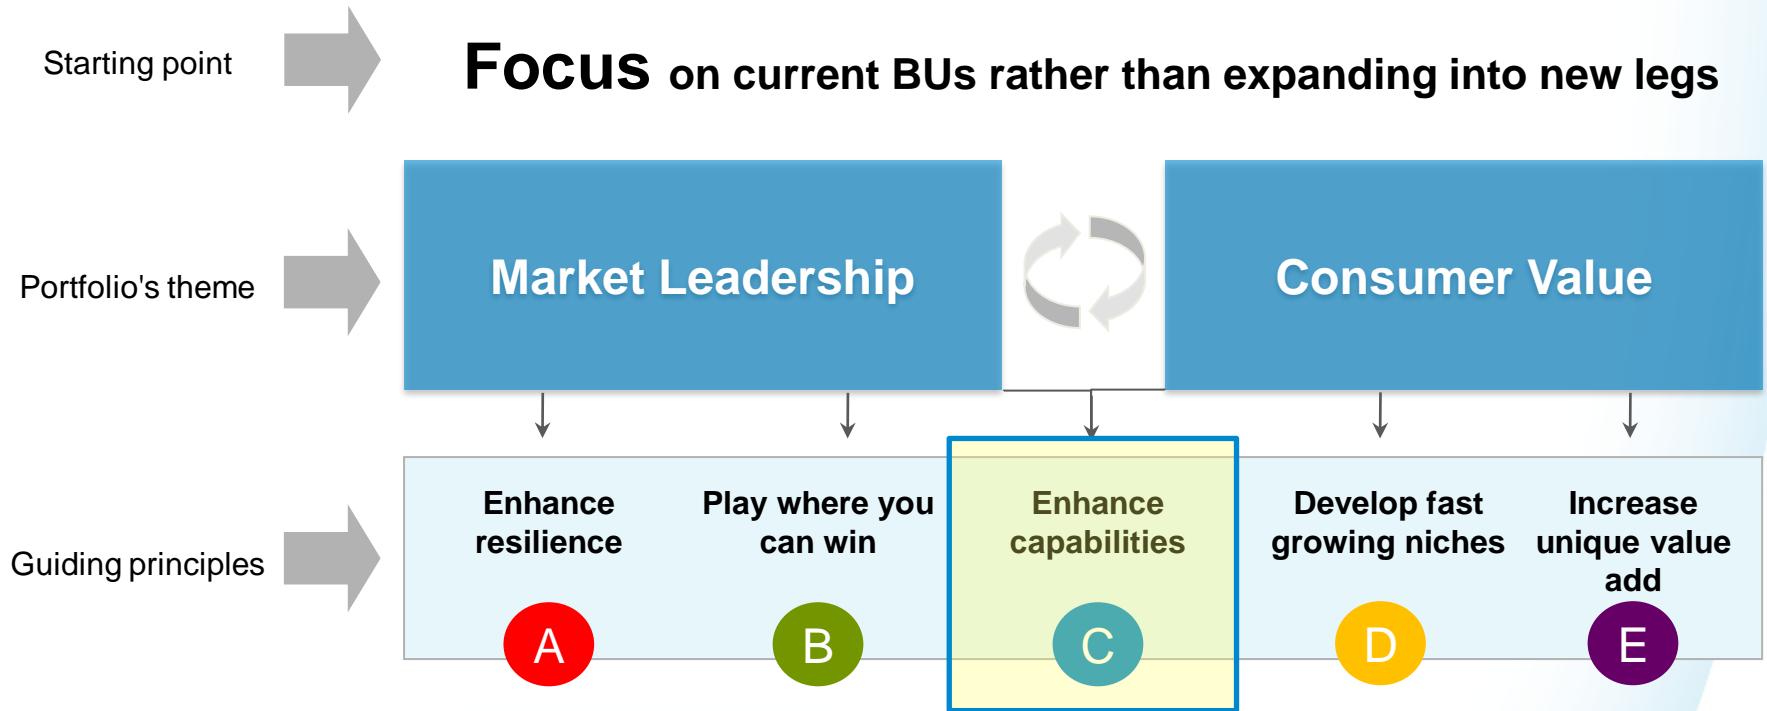 Starting point
Focus on current BUs rather than expanding into new legs
Portfolio's theme
Market Leadership
Consumer Value
Guiding principles
Enhance
resilience
A
Play where you
can win
B
Enhance
capabilities
C
Develop fast
growing niches
D
Increase
unique value
add
E